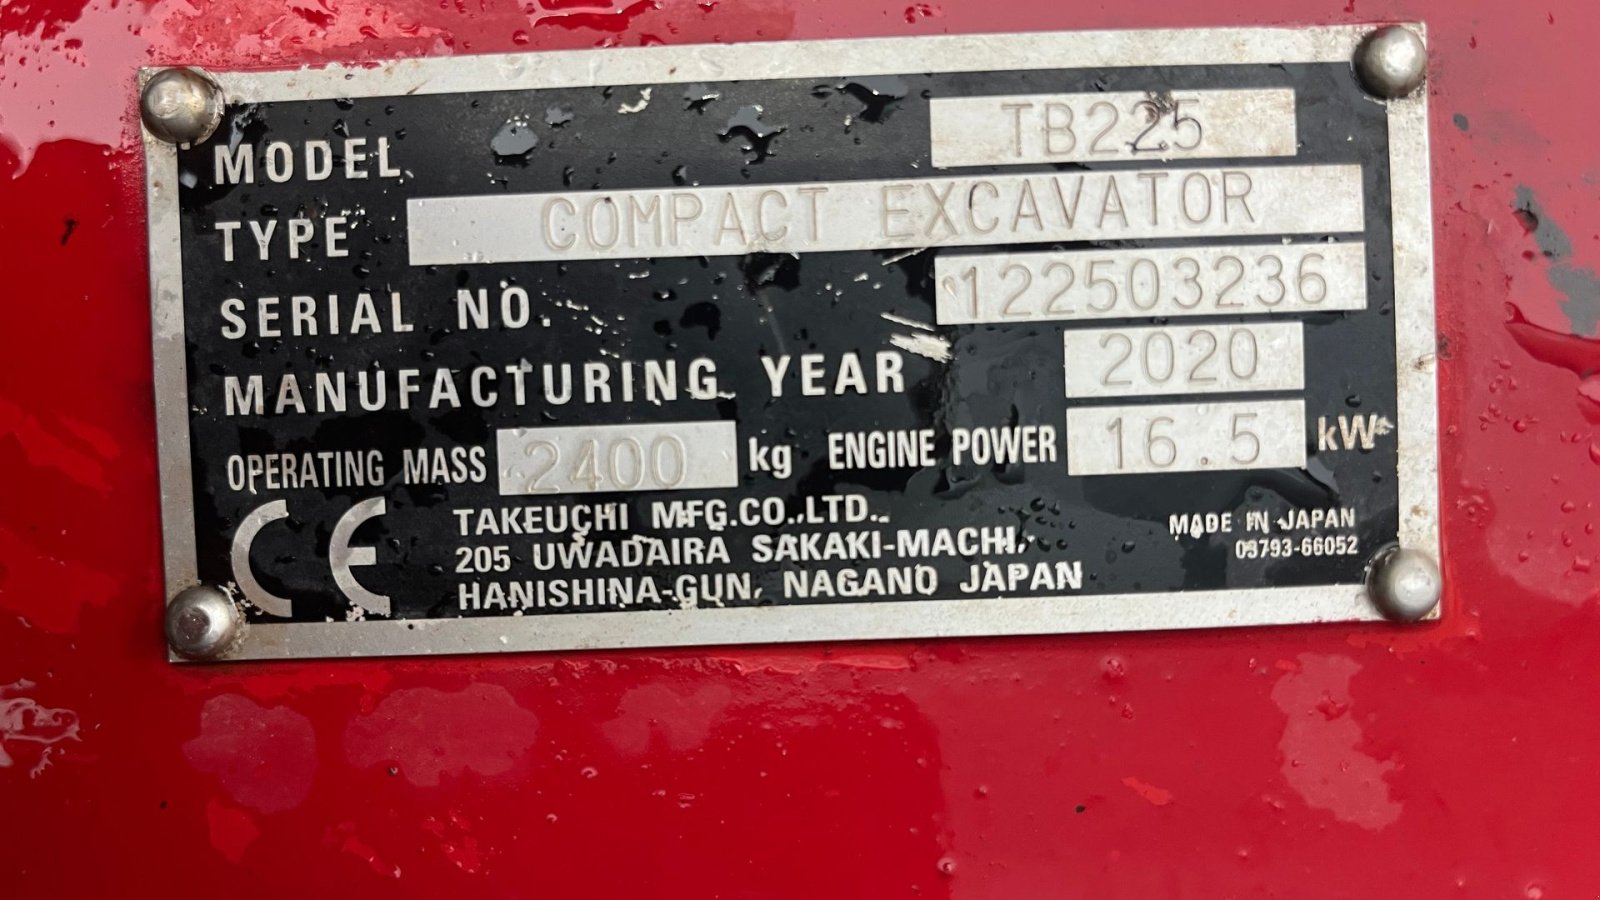 MODEL TB225
TYPE COMPACT EXCAVATOR
SERIAL NO. 122503236
MANUFACTURING YEAR 2020
OPERATING MASS 2400 kg ENGINE POWER 16.5 kW
CE
TAKEUCHI MFG.CO.,LTD.
205 UWADAIRA SAKAKI-MACHI,
HANISHINA-GUN, NAGANO JAPAN
MADE IN JAPAN
03793-66052